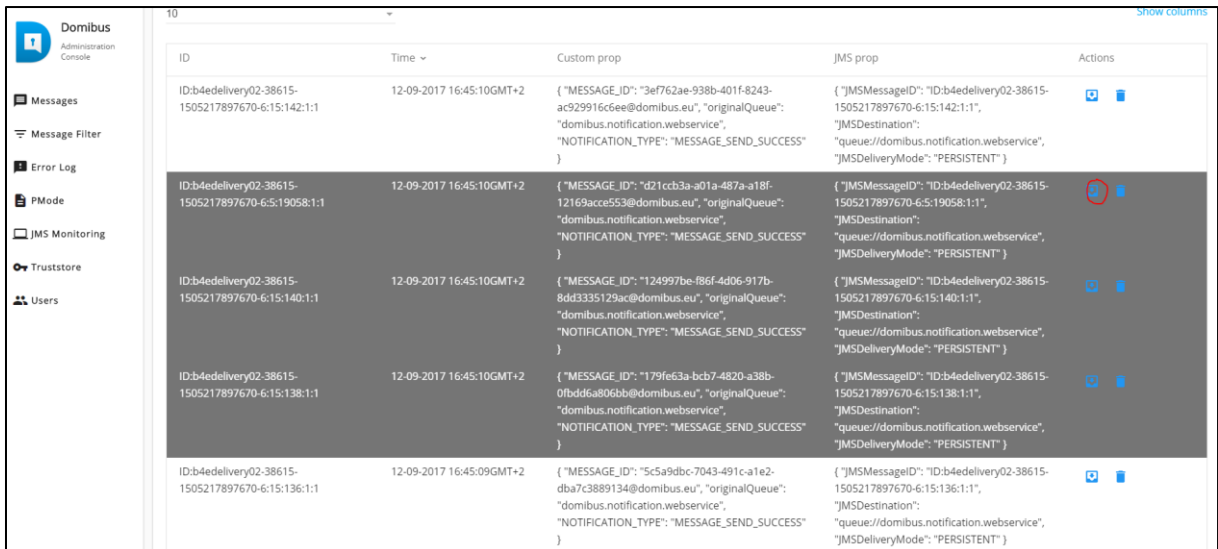 Domibus
Administration
Console
Messages
Message Filter
Error Log
PMode
JMS Monitoring
Truststore
Users
10
Show columns
ID
Time
Custom prop
JMS prop
Actions
ID:b4edelivery02-38615-
1505217897670-6:15:142:1:1
12-09-2017 16:45:10GMT+2
{ "MESSAGE_ID": "3ef762ae-938b-401f-8243-
ac929916c6ee@domibus.eu", "originalQueue":
"domibus.notification.webservice",
"NOTIFICATION_TYPE": "MESSAGE_SEND_SUCCESS"
}
{ "JMSMessageID": "ID:b4edelivery02-38615-
1505217897670-6:15:142:1:1",
"JMSDestination":
"queue://domibus.notification.webservice",
"JMSDeliveryMode": "PERSISTENT" }
ID:b4edelivery02-38615-
1505217897670-6:5:19058:1:1
12-09-2017 16:45:10GMT+2
{ "MESSAGE_ID": "d21ccb3a-a01a-487a-a18f-
12169acce553@domibus.eu", "originalQueue":
"domibus.notification.webservice",
"NOTIFICATION_TYPE": "MESSAGE_SEND_SUCCESS"
}
{ "JMSMessageID": "ID:b4edelivery02-38615-
1505217897670-6:5:19058:1:1",
"JMSDestination":
"queue://domibus.notification.webservice",
"JMSDeliveryMode": "PERSISTENT" }
ID:b4edelivery02-38615-
1505217897670-6:15:140:1:1
12-09-2017 16:45:10GMT+2
{ "MESSAGE_ID": "124997be-f86f-4d06-917b-
8dd3335129ac@domibus.eu", "originalQueue":
"domibus.notification.webservice",
"NOTIFICATION_TYPE": "MESSAGE_SEND_SUCCESS"
}
{ "JMSMessageID": "ID:b4edelivery02-38615-
1505217897670-6:15:140:1:1",
"JMSDestination":
"queue://domibus.notification.webservice",
"JMSDeliveryMode": "PERSISTENT" }
ID:b4edelivery02-38615-
1505217897670-6:15:138:1:1
12-09-2017 16:45:10GMT+2
{ "MESSAGE_ID": "179fe63a-bcb7-4820-a38b-
0fbdd6a806bb@domibus.eu", "originalQueue":
"domibus.notification.webservice",
"NOTIFICATION_TYPE": "MESSAGE_SEND_SUCCESS"
}
{ "JMSMessageID": "ID:b4edelivery02-38615-
1505217897670-6:15:138:1:1",
"JMSDestination":
"queue://domibus.notification.webservice",
"JMSDeliveryMode": "PERSISTENT" }
ID:b4edelivery02-38615-
1505217897670-6:15:136:1:1
12-09-2017 16:45:09GMT+2
{ "MESSAGE_ID": "5c5a9dbc-7043-491c-a1e2-
dba7c3889134@domibus.eu", "originalQueue":
"domibus.notification.webservice",
"NOTIFICATION_TYPE": "MESSAGE_SEND_SUCCESS"
}
{ "JMSMessageID": "ID:b4edelivery02-38615-
1505217897670-6:15:136:1:1",
"JMSDestination":
"queue://domibus.notification.webservice",
"JMSDeliveryMode": "PERSISTENT" }